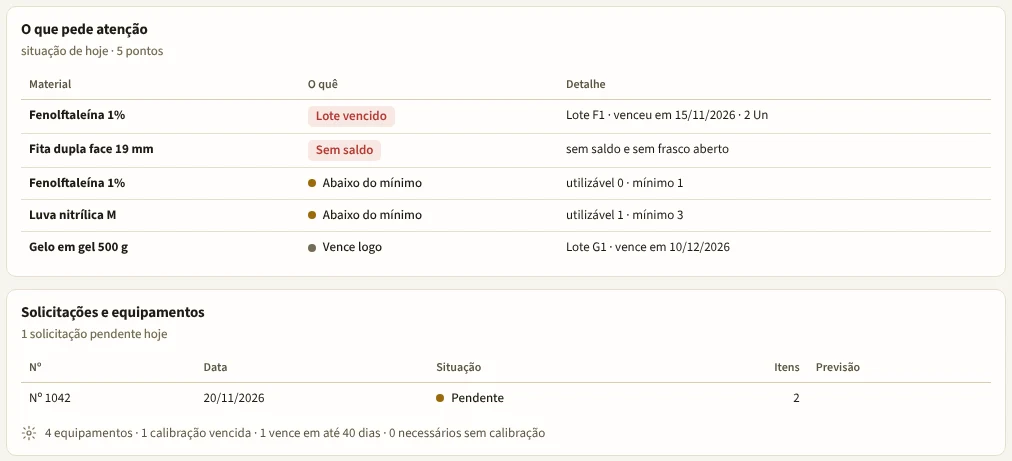 O que pede atenção
situação de hoje · 5 pontos
Material O quê Detalhe
Fenolftaleína 1% Lote vencido Lote F1 · venceu em 15/11/2026 · 2 Un
Fita dupla face 19 mm Sem saldo sem saldo e sem frasco aberto
Fenolftaleína 1% Abaixo do mínimo utilizável 0 · mínimo 1
Luva nitrílica M Abaixo do mínimo utilizável 1 · mínimo 3
Gelo em gel 500 g Vence logo Lote G1 · vence em 10/12/2026
Solicitações e equipamentos
1 solicitação pendente hoje
Nº Data Situação Itens Previsão
Nº 1042 20/11/2026 Pendente 2
4 equipamentos · 1 calibração vencida · 1 vence em até 40 dias · 0 necessários sem calibração